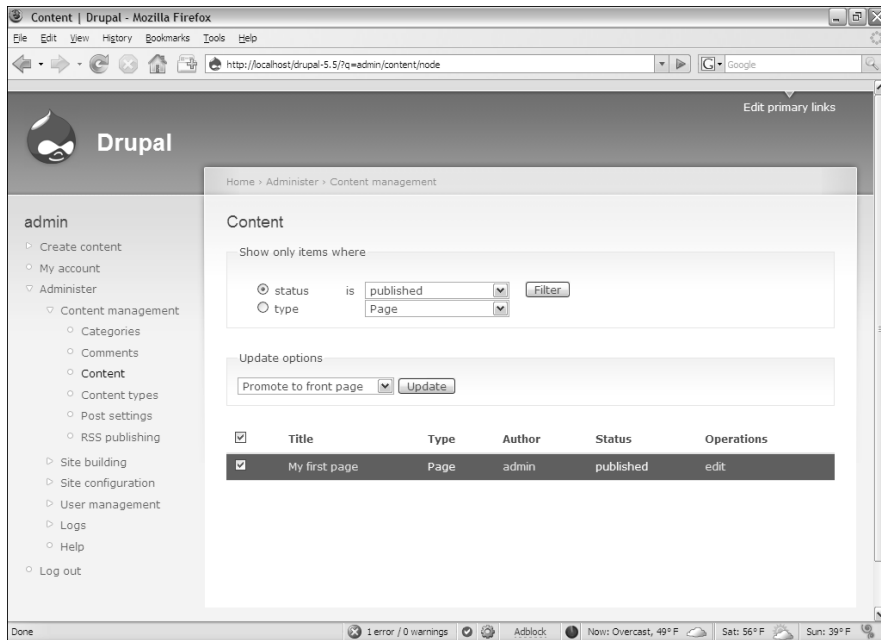 Content | Drupal - Mozilla Firefox
File Edit View History Bookmarks Tools Help
http://localhost/drupal-5.5/?q=admin/content/node
G Google
Edit primary links
Drupal
Home › Administer › Content management
admin
Create content
My account
Administer
Content management
Categories
Comments
Content
Content types
Post settings
RSS publishing
Site building
Site configuration
User management
Logs
Help
Log out
Content
Show only items where
status is published Filter
type Page
Update options
Promote to front page Update
Title Type Author Status Operations
My first page Page admin published edit
Done 1 error / 0 warnings Adblock Now: Overcast, 49° F Sat: 56° F Sun: 39° F